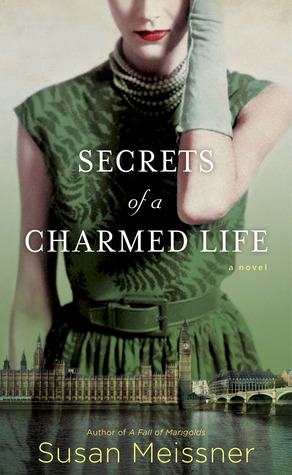 SECRETS
of a
CHARMED LIFE
a novel
Author of A Fall of Marigolds
Susan Meissner